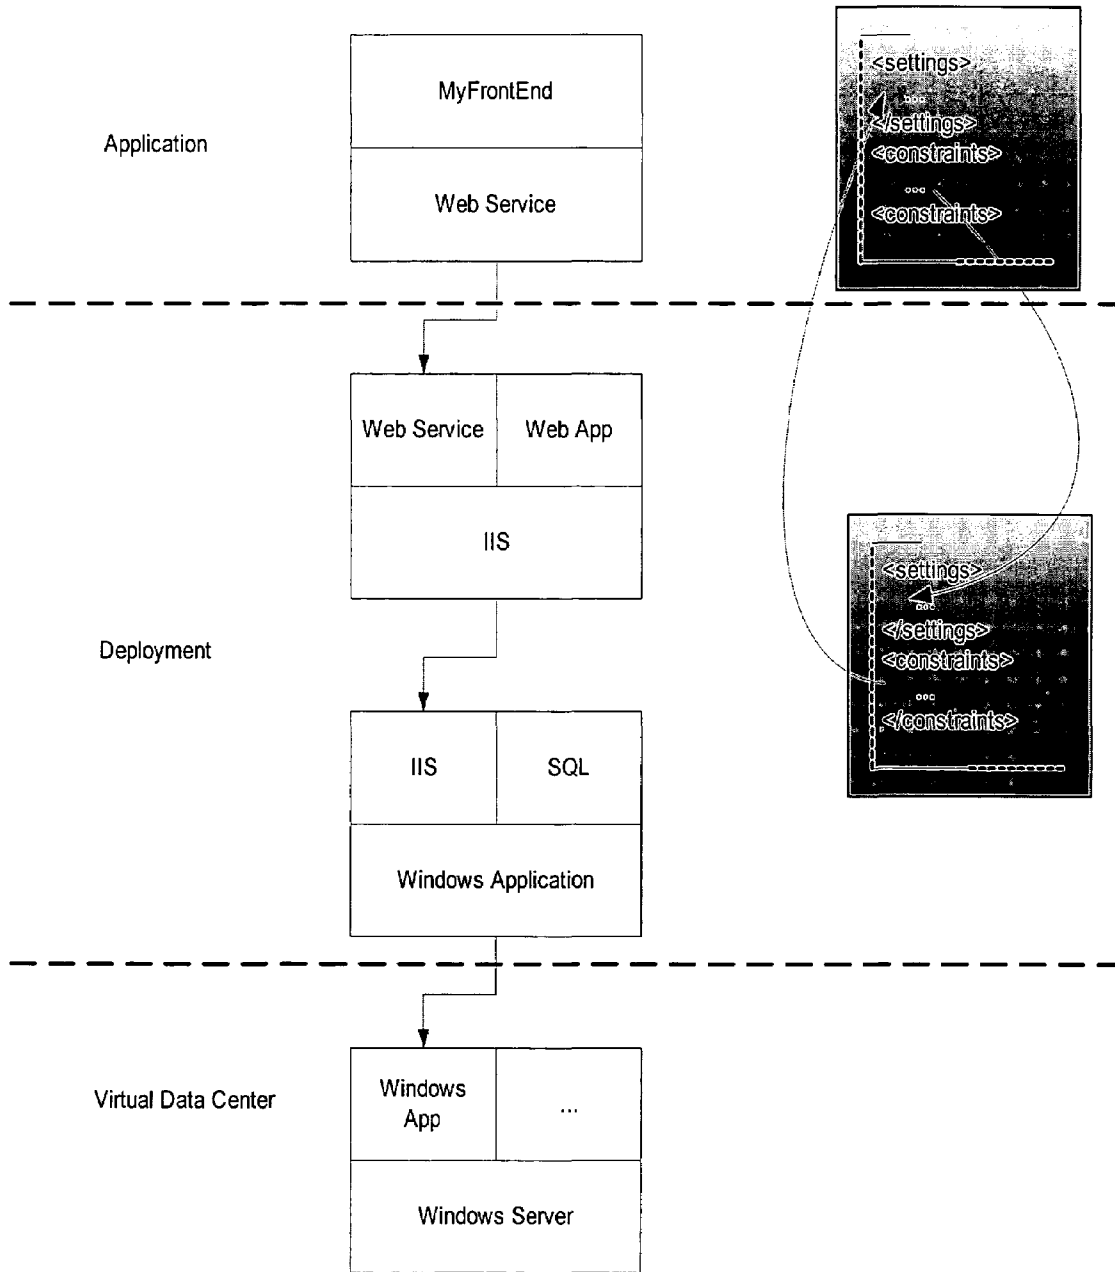 MyFrontEnd
Application
Web Service
<settings>
...
</settings>
<constraints>
...
<constraints>
Web Service
Web App
IIS
Deployment
<settings>
...
</settings>
<constraints>
...
</constraints>
IIS
SQL
Windows Application
Virtual Data Center
Windows
App
...
Windows Server